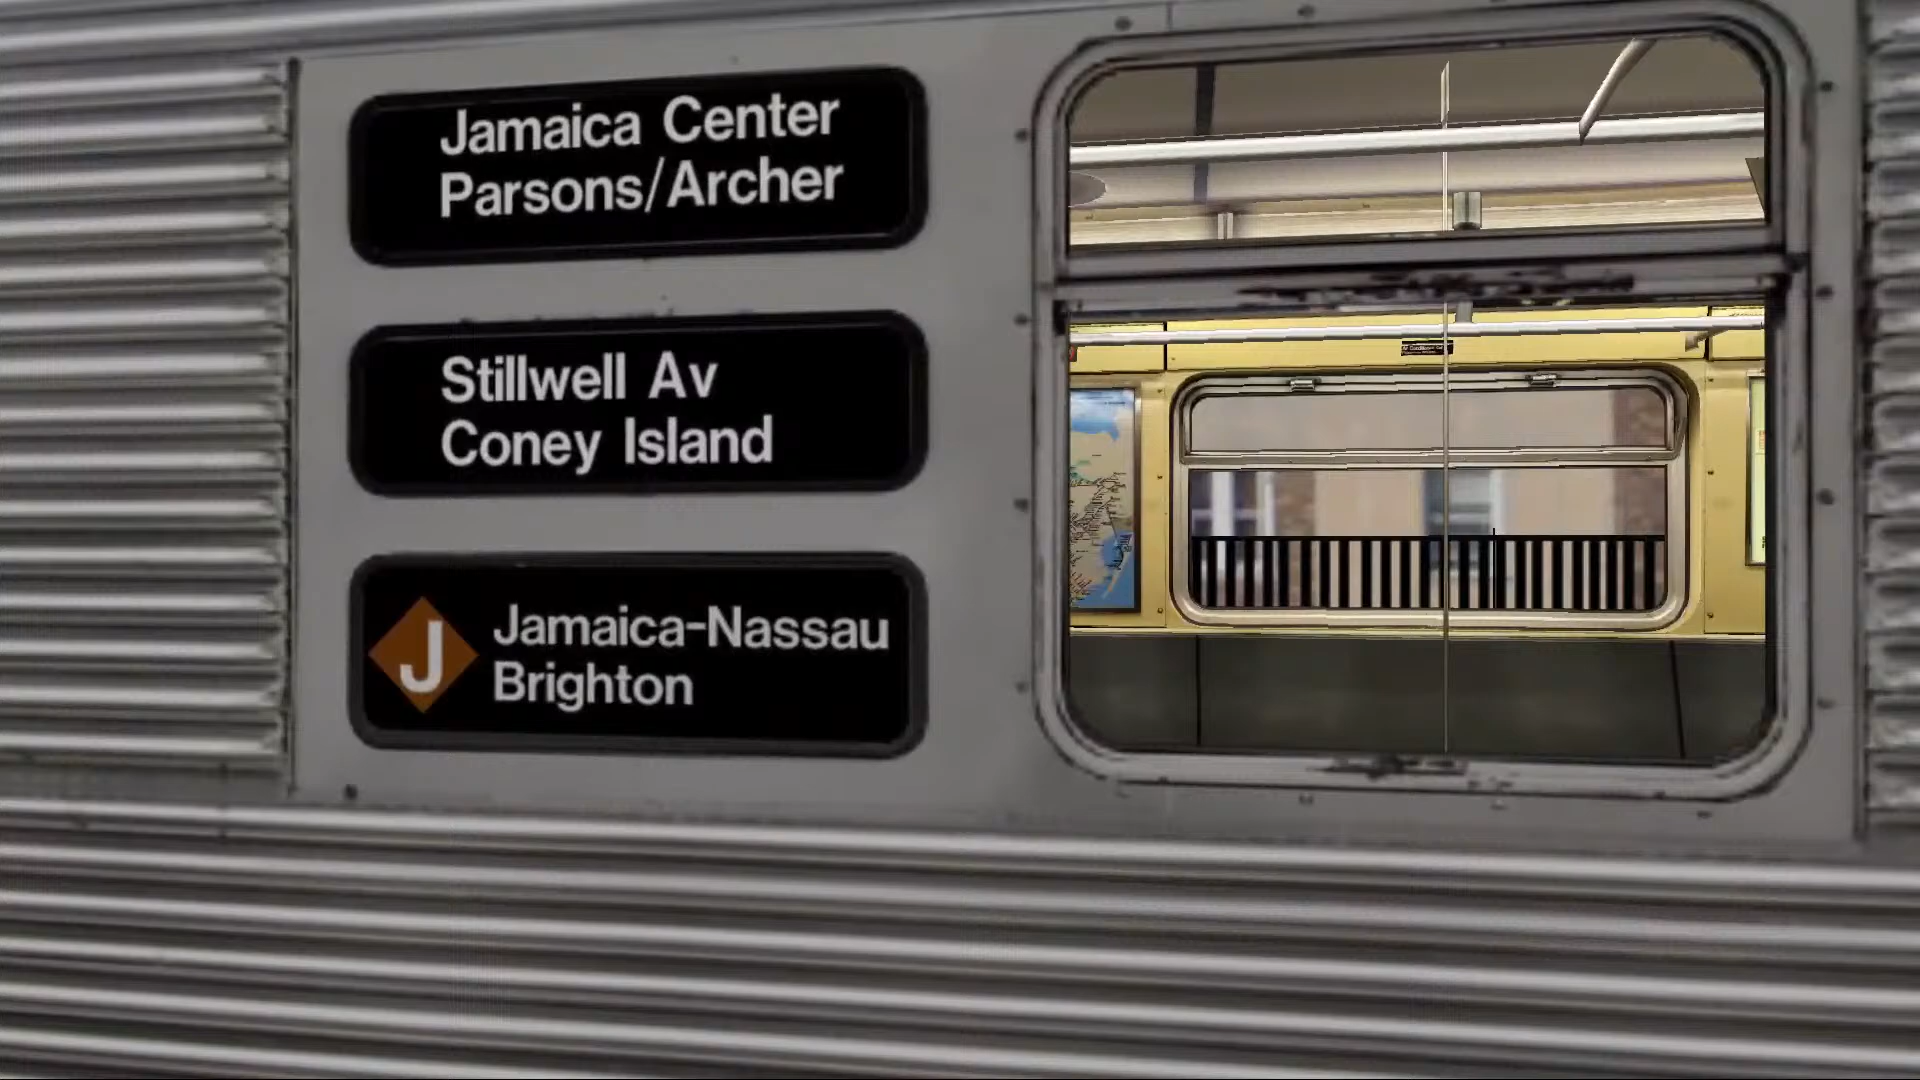 Jamaica Center
Parsons/Archer
Stillwell Av
Coney Island
J Jamaica-Nassau
Brighton